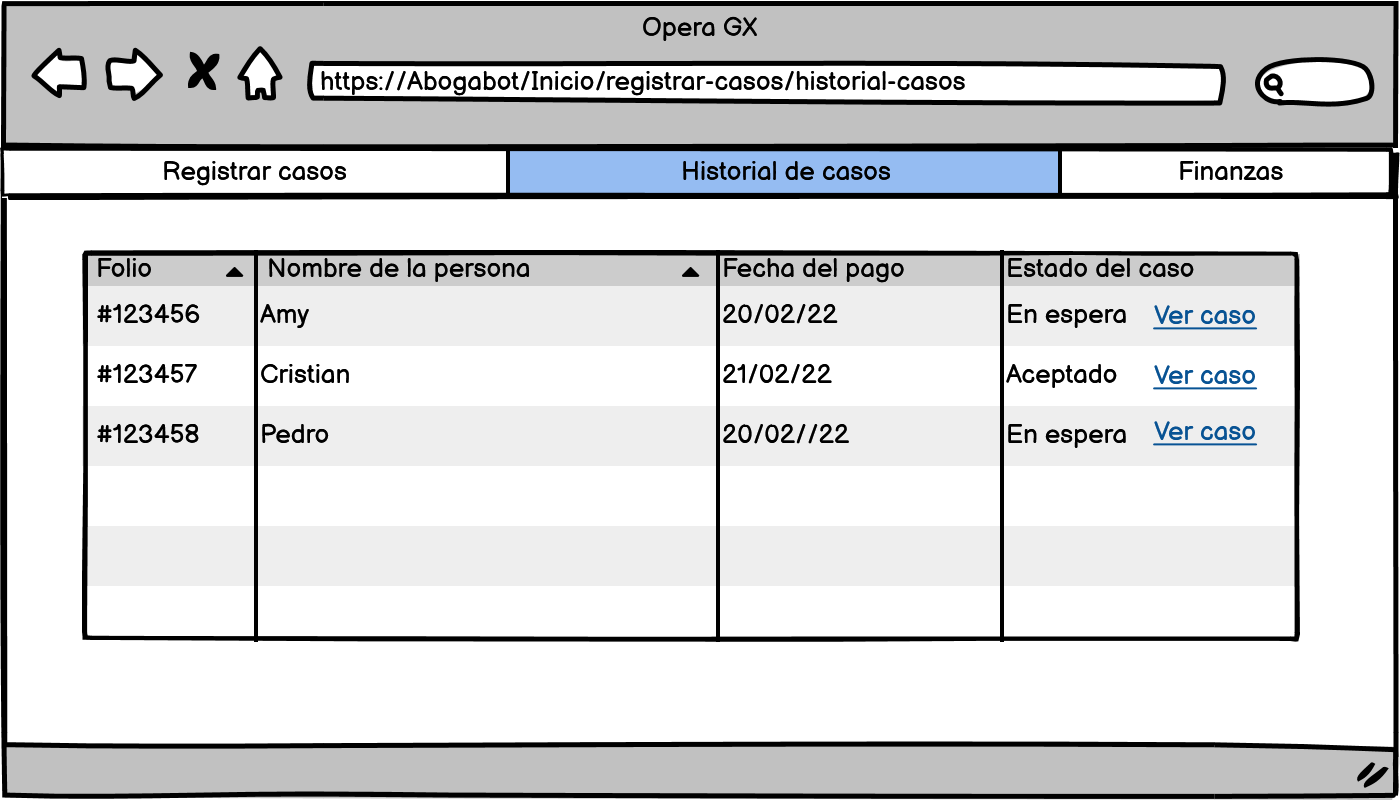 Opera GX
https://Abogabot/Inicio/registrar-casos/historial-casos
Registrar casos Historial de casos Finanzas
Folio Nombre de la persona Fecha del pago Estado del caso
#123456 Amy 20/02/22 En espera Ver caso
#123457 Cristian 21/02/22 Aceptado Ver caso
#123458 Pedro 20/02//22 En espera Ver caso